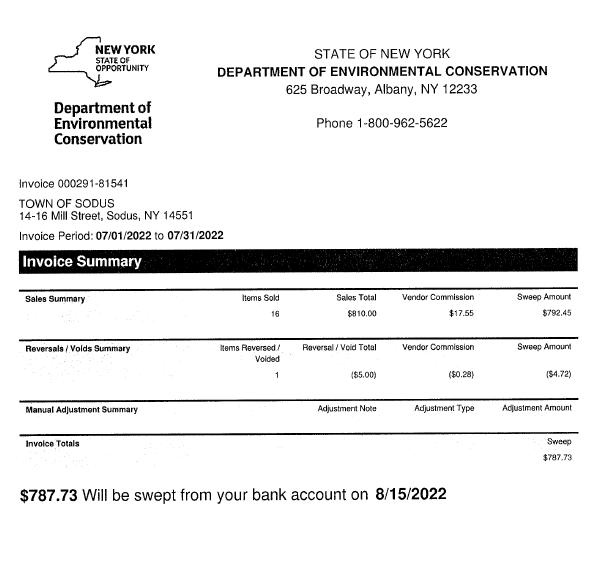 NEW YORK
STATE OF
OPPORTUNITY
Department of
Environmental
Conservation
STATE OF NEW YORK
DEPARTMENT OF ENVIRONMENTAL CONSERVATION
625 Broadway, Albany, NY 12233
Phone 1-800-962-5622
Invoice 000291-81541
TOWN OF SODUS
14-16 Mill Street, Sodus, NY 14551
Invoice Period: 07/01/2022 to 07/31/2022
Invoice Summary
Sales Summary Items Sold Sales Total Vendor Commission Sweep Amount
16 $810.00 $17.55 $792.45
Reversals / Voids Summary Items Reversed / Voided Reversal / Void Total Vendor Commission Sweep Amount
1 ($5.00) ($0.28) ($4.72)
Manual Adjustment Summary Adjustment Note Adjustment Type Adjustment Amount
Invoice Totals Sweep
$787.73
$787.73 Will be swept from your bank account on 8/15/2022